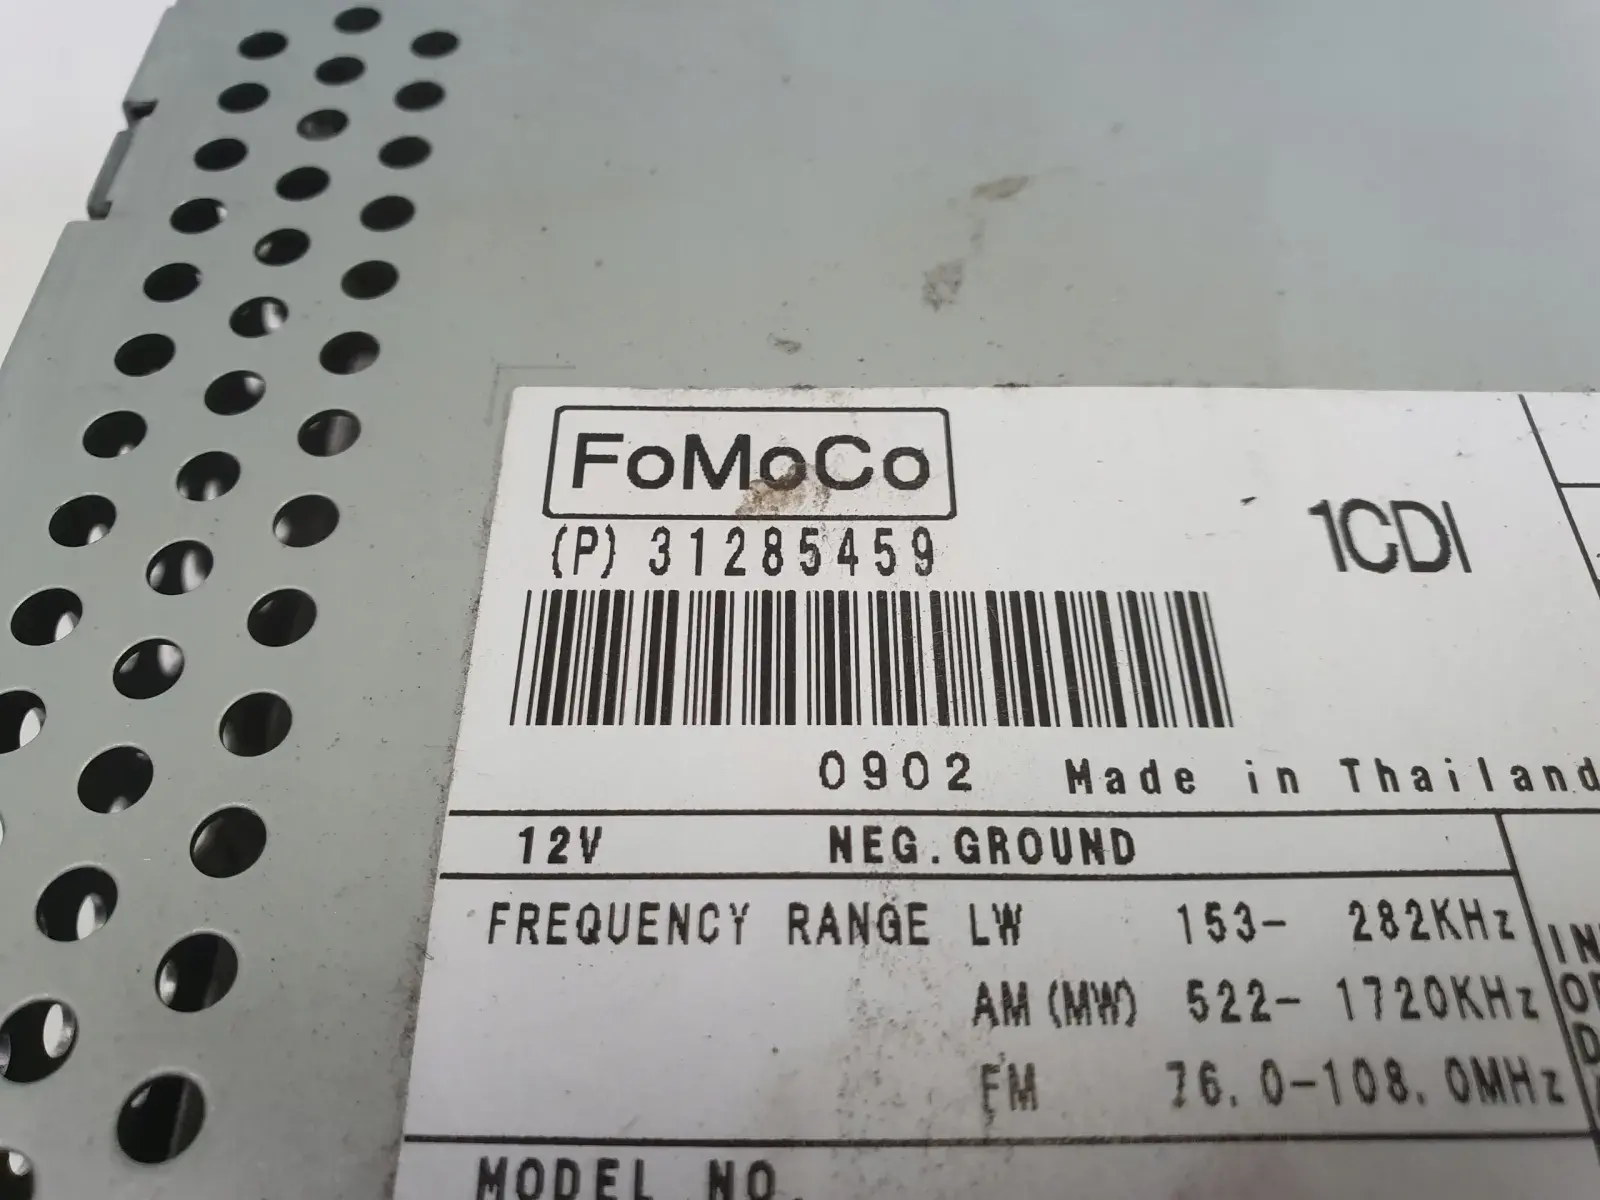 FoMoCo
(P) 31285459
1CDI
0902 Made in Thailand
12V NEG.GROUND
FREQUENCY RANGE LW 153- 282KHz
AM(MW) 522- 1720KHz
FM 76.0-108.0MHz
MODEL NO.